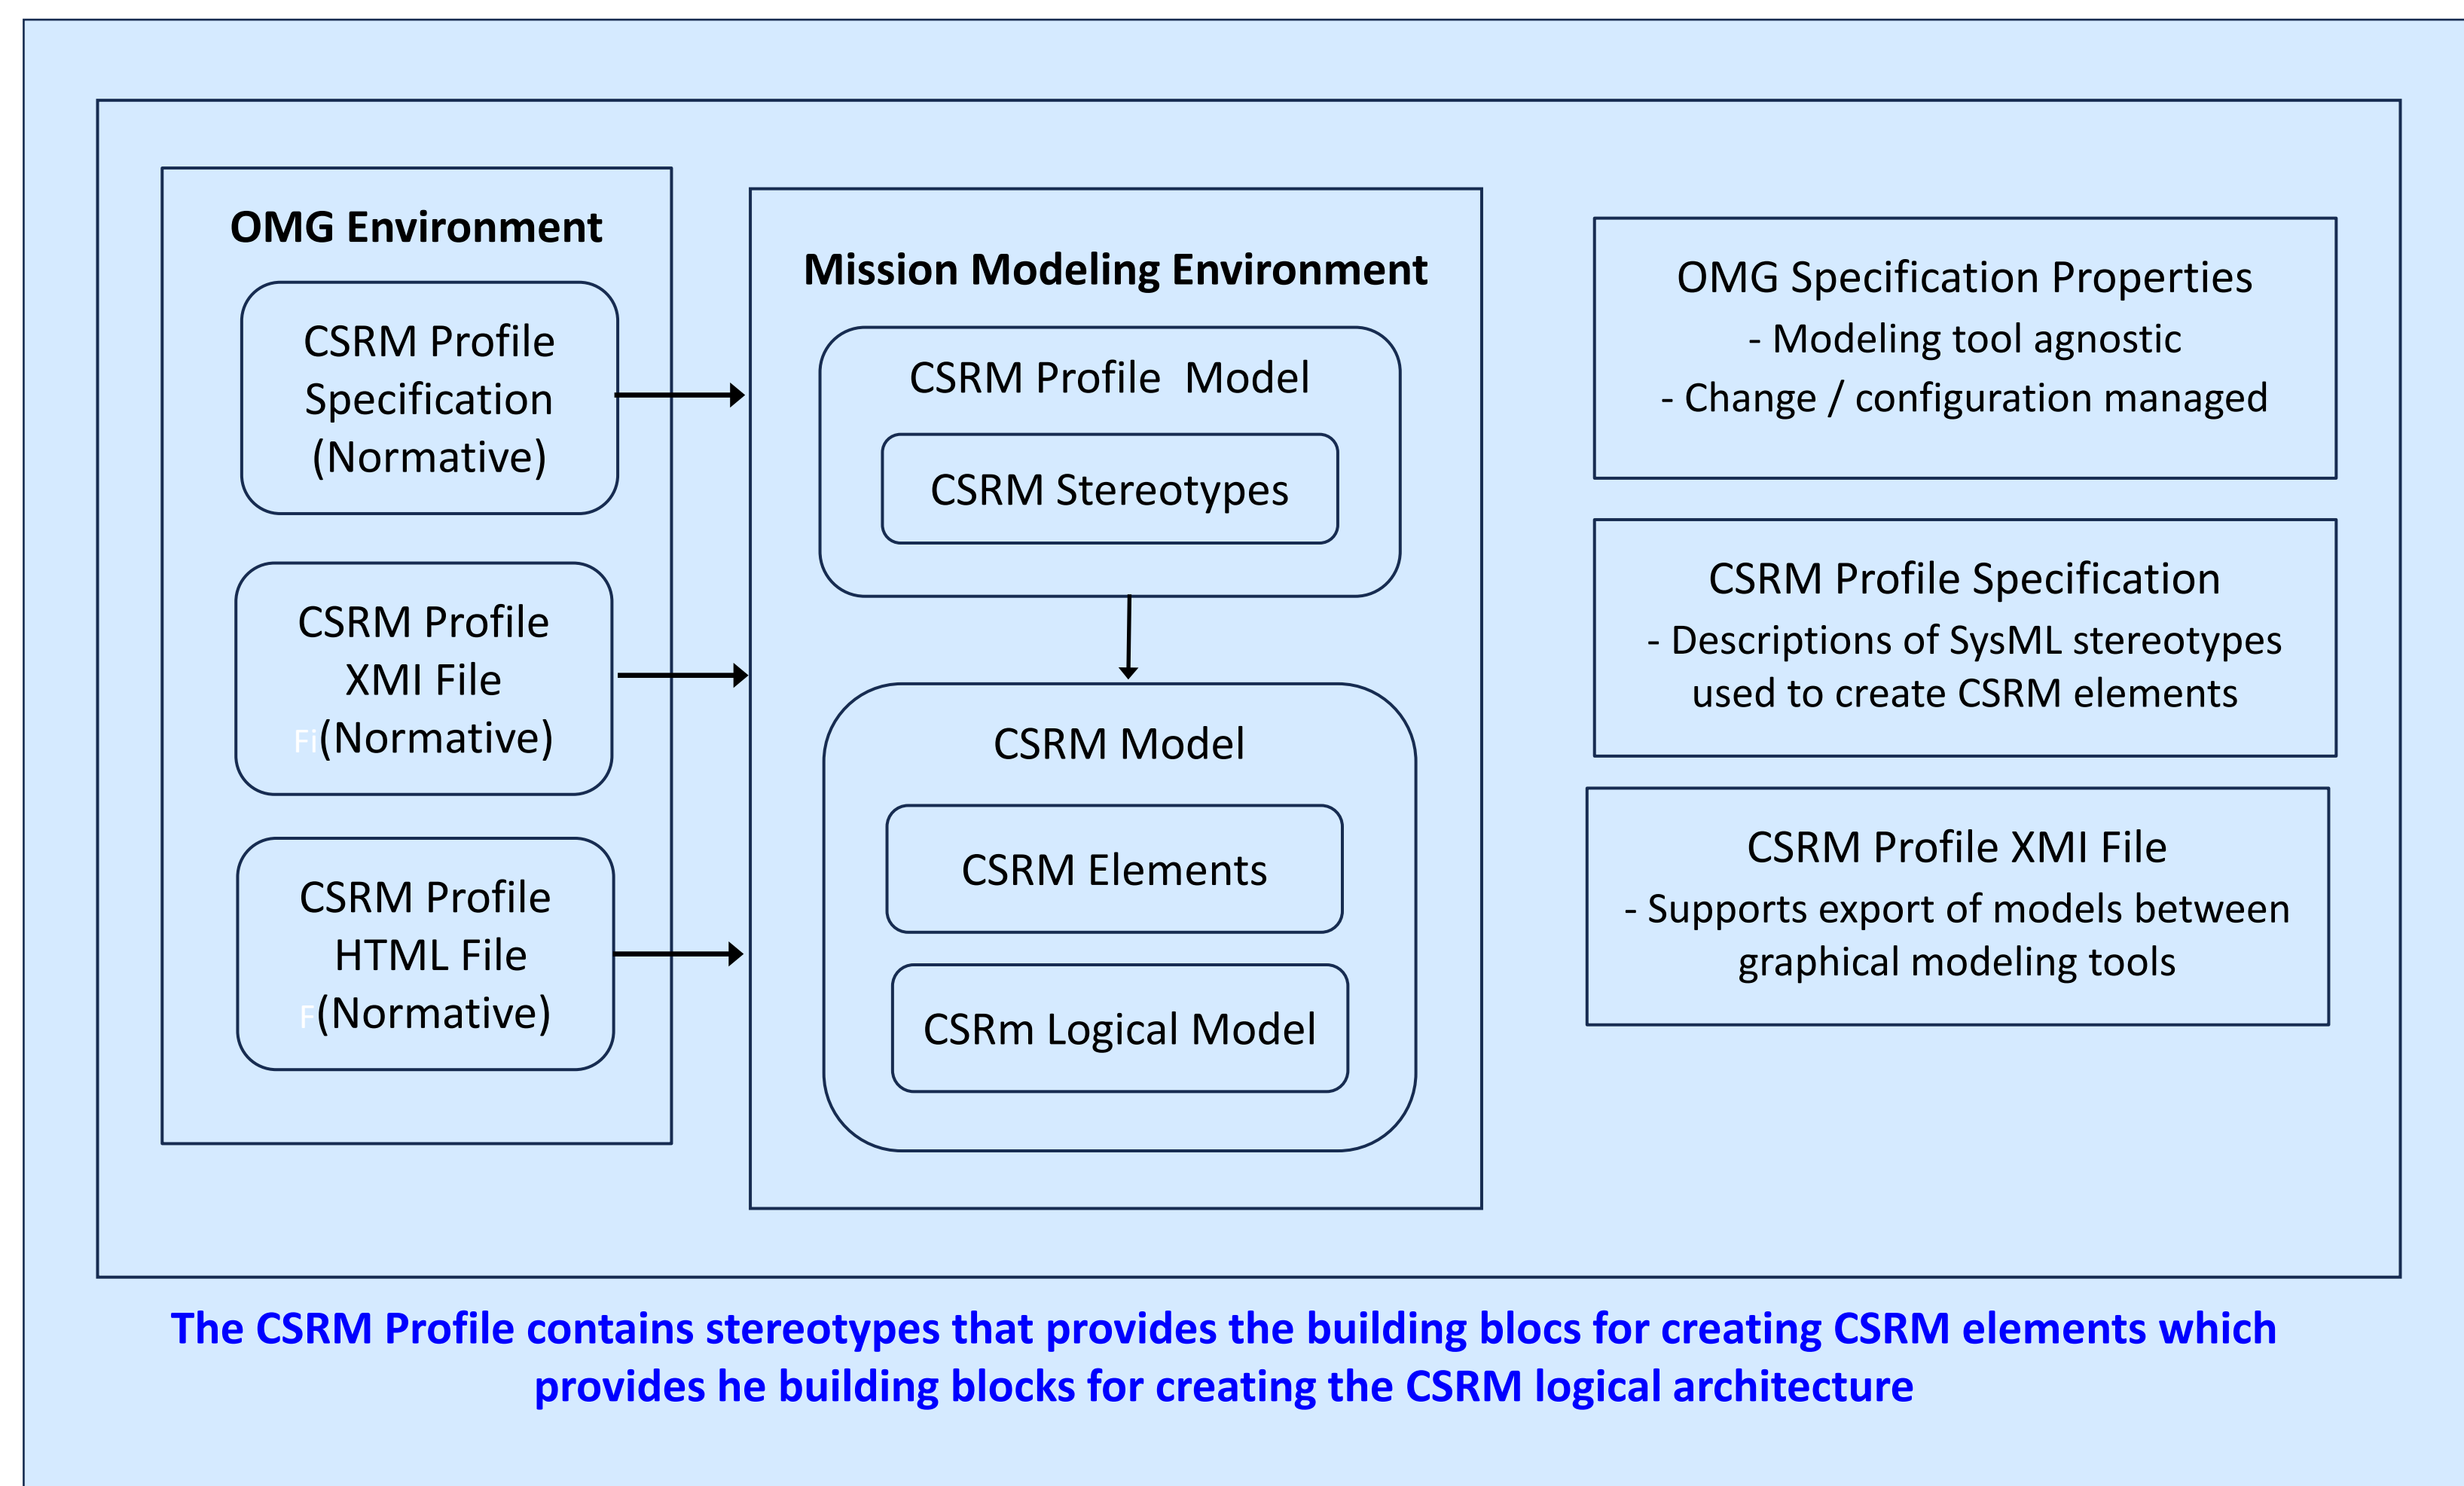 OMG Environment
CSRM Profile
Specification
(Normative)
CSRM Profile
XMI File
Fi(Normative)
CSRM Profile
HTML File
F(Normative)
Mission Modeling Environment
CSRM Profile  Model
CSRM Stereotypes
CSRM Model
CSRM Elements
CSRm Logical Model
OMG Specification Properties
- Modeling tool agnostic
- Change / configuration managed
CSRM Profile Specification
- Descriptions of SysML stereotypes
used to create CSRM elements
CSRM Profile XMI File
- Supports export of models between
graphical modeling tools
The CSRM Profile contains stereotypes that provides the building blocs for creating CSRM elements which
provides he building blocks for creating the CSRM logical architecture